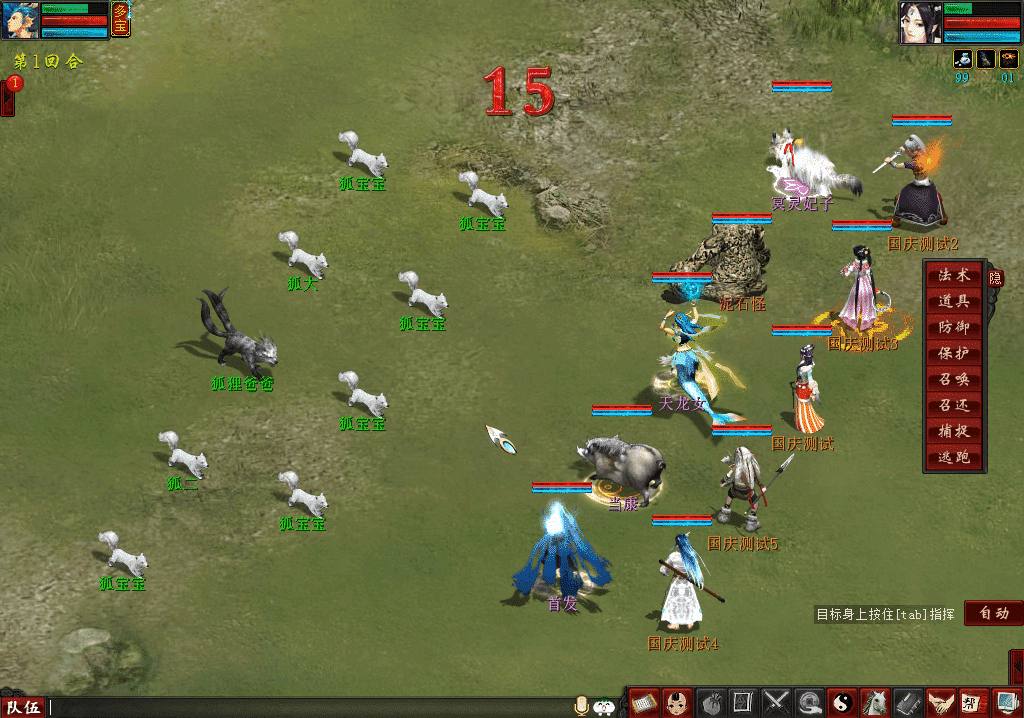 多宝
第1回合
1
15
99
01
狐宝宝
狐宝宝
冥灵妃子
国庆测试2
狐大
狐宝宝
泥石怪
国庆测试3
法术
隐
道具
防御
保护
召唤
召还
捕捉
逃跑
狐狸爸爸
狐宝宝
天龙女
国庆测试
狐二
狐宝宝
当康
国庆测试5
狐宝宝
首发
国庆测试4
目标身上按住[tab]指挥
自动
队伍
帮